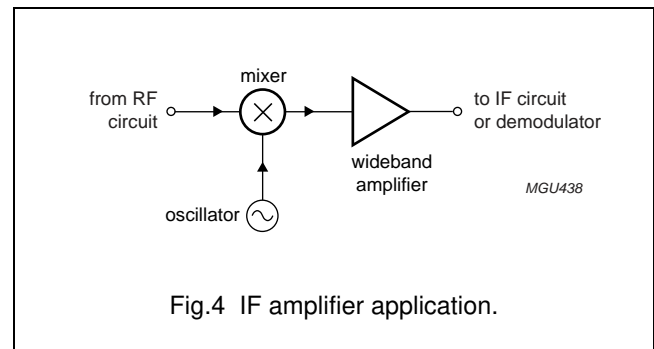 mixer
from RF
circuit
to IF circuit
or demodulator
wideband
amplifier
MGU438
oscillator
Fig.4 IF amplifier application.